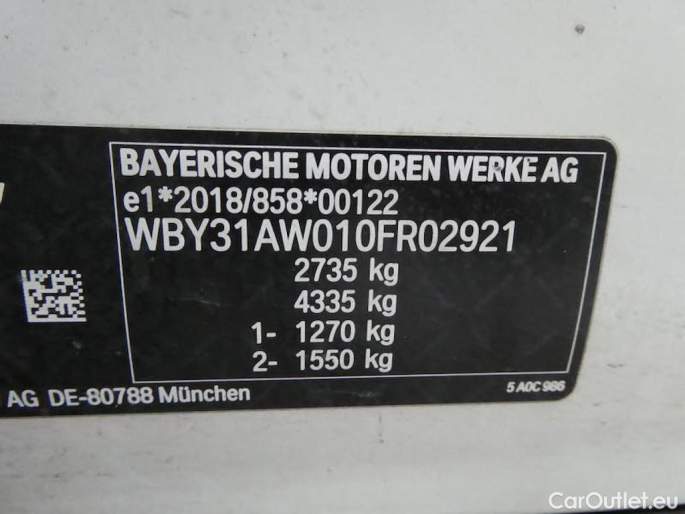 BAYERISCHE MOTOREN WERKE AG
e1*2018/858*00122
WBY31AW010FR02921
2735 kg
4335 kg
1- 1270 kg
2- 1550 kg
AG DE-80788 München
5 A0C 986
CarOutlet.eu